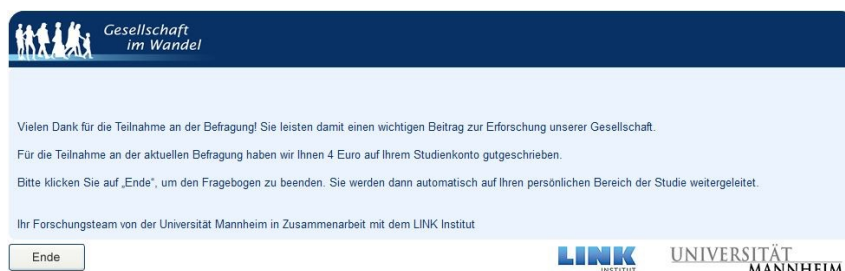 Gesellschaft
im Wandel
Vielen Dank für die Teilnahme an der Befragung! Sie leisten damit einen wichtigen Beitrag zur Erforschung unserer Gesellschaft.
Für die Teilnahme an der aktuellen Befragung haben wir Ihnen 4 Euro auf Ihrem Studienkonto gutgeschrieben.
Bitte klicken Sie auf „Ende“, um den Fragebogen zu beenden. Sie werden dann automatisch auf Ihren persönlichen Bereich der Studie weitergeleitet.
Ihr Forschungsteam von der Universität Mannheim in Zusammenarbeit mit dem LINK Institut
Ende
LINK
INSTITUT
UNIVERSITÄT
MANNHEIM